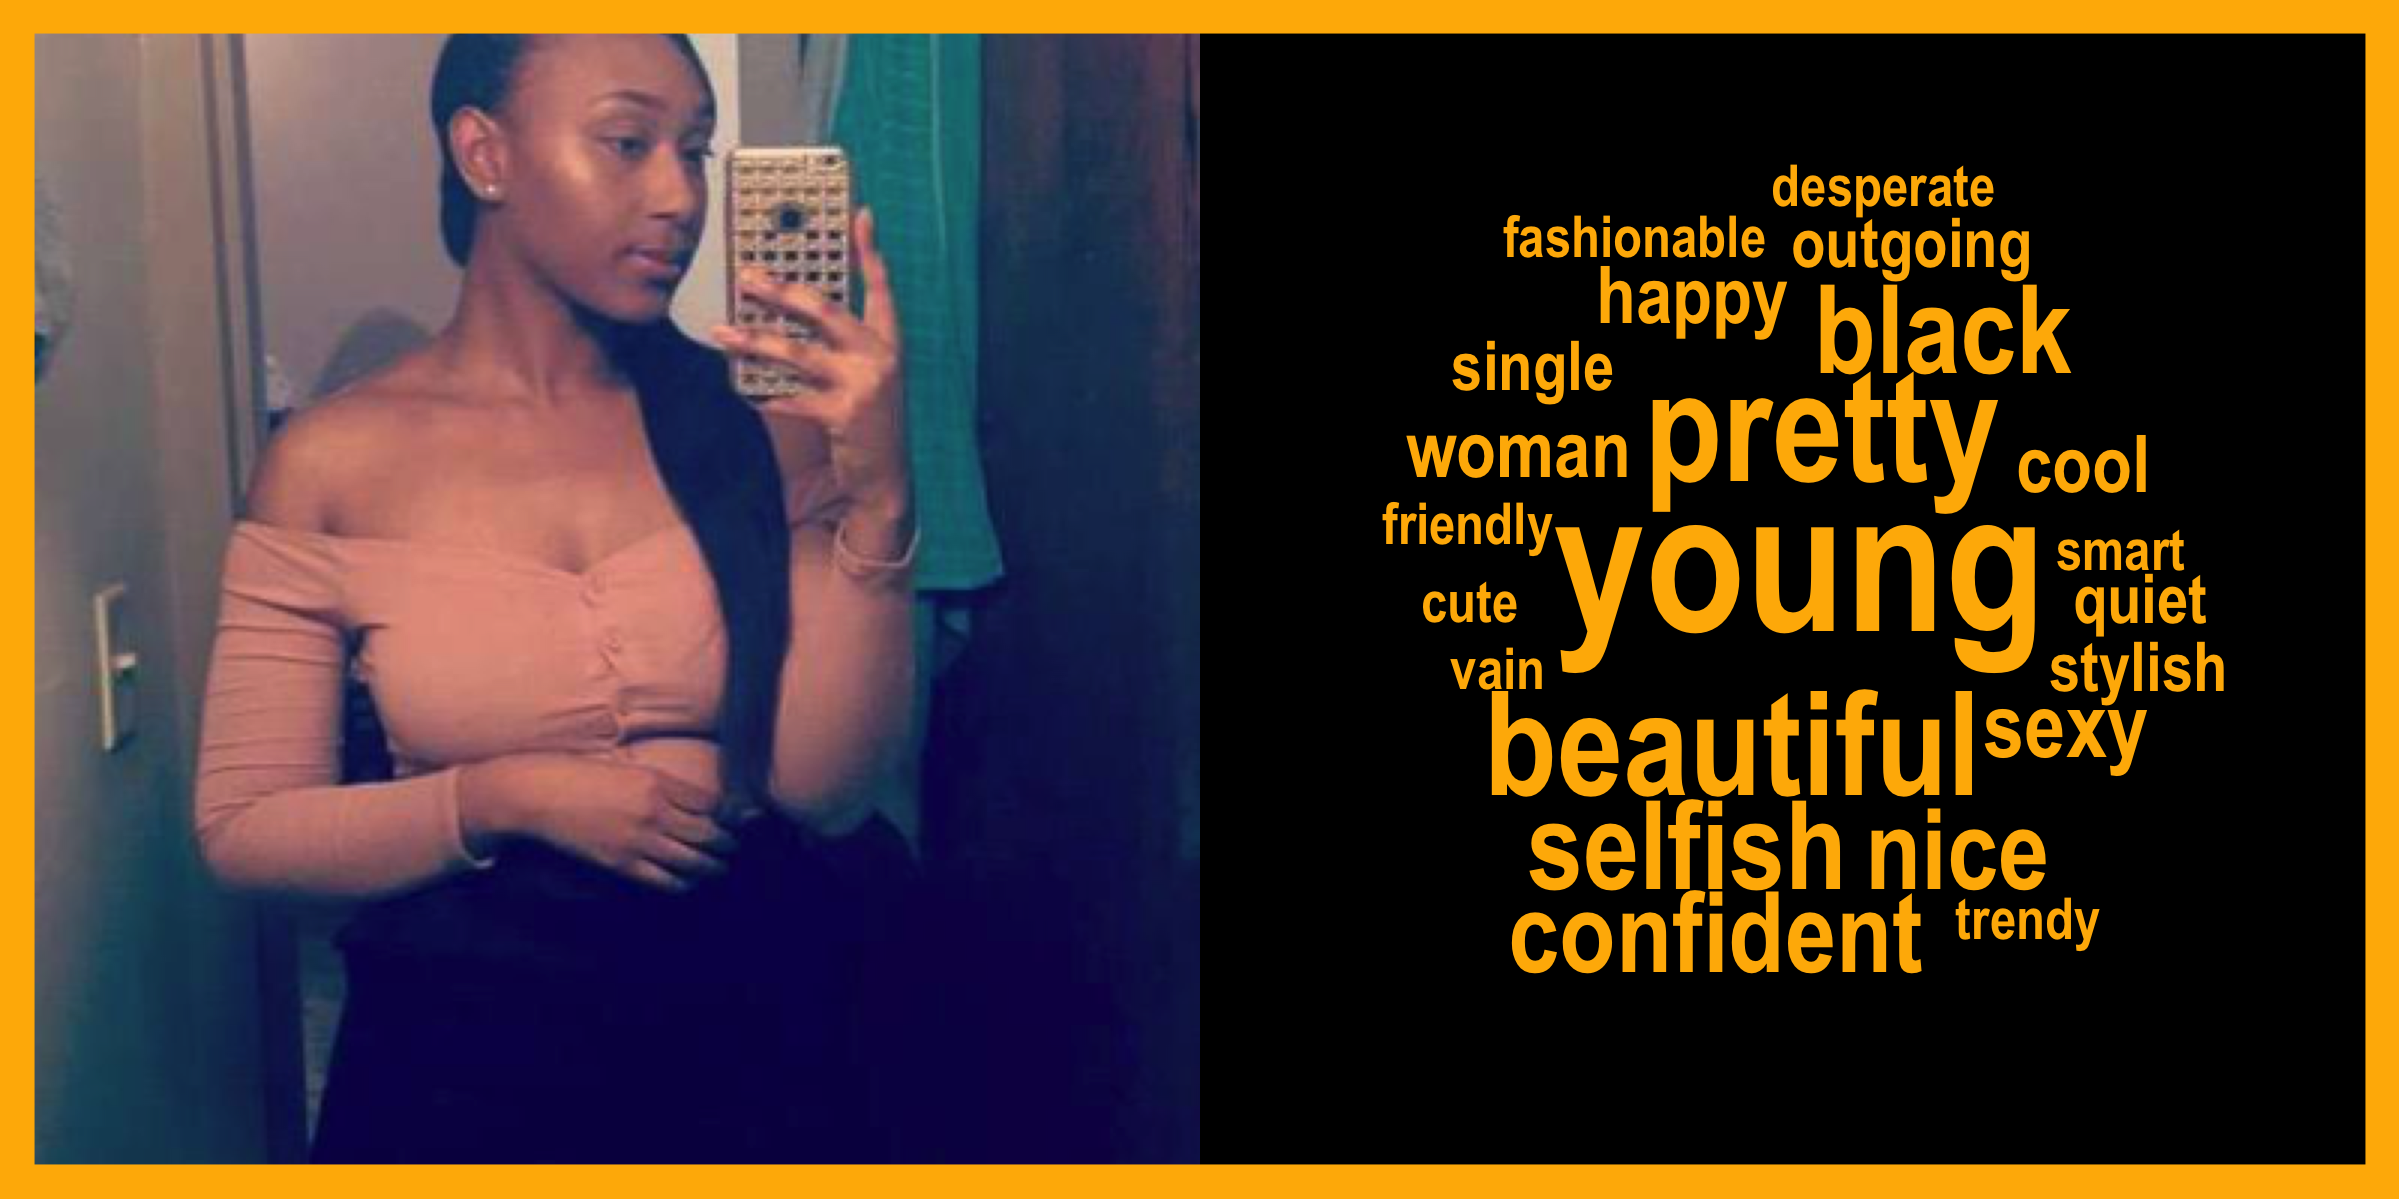 desperate
fashionable outgoing
happy black
single
pretty
woman cool
friendly
young smart
cute quiet
vain stylish
beautiful sexy
selfish nice
confident trendy